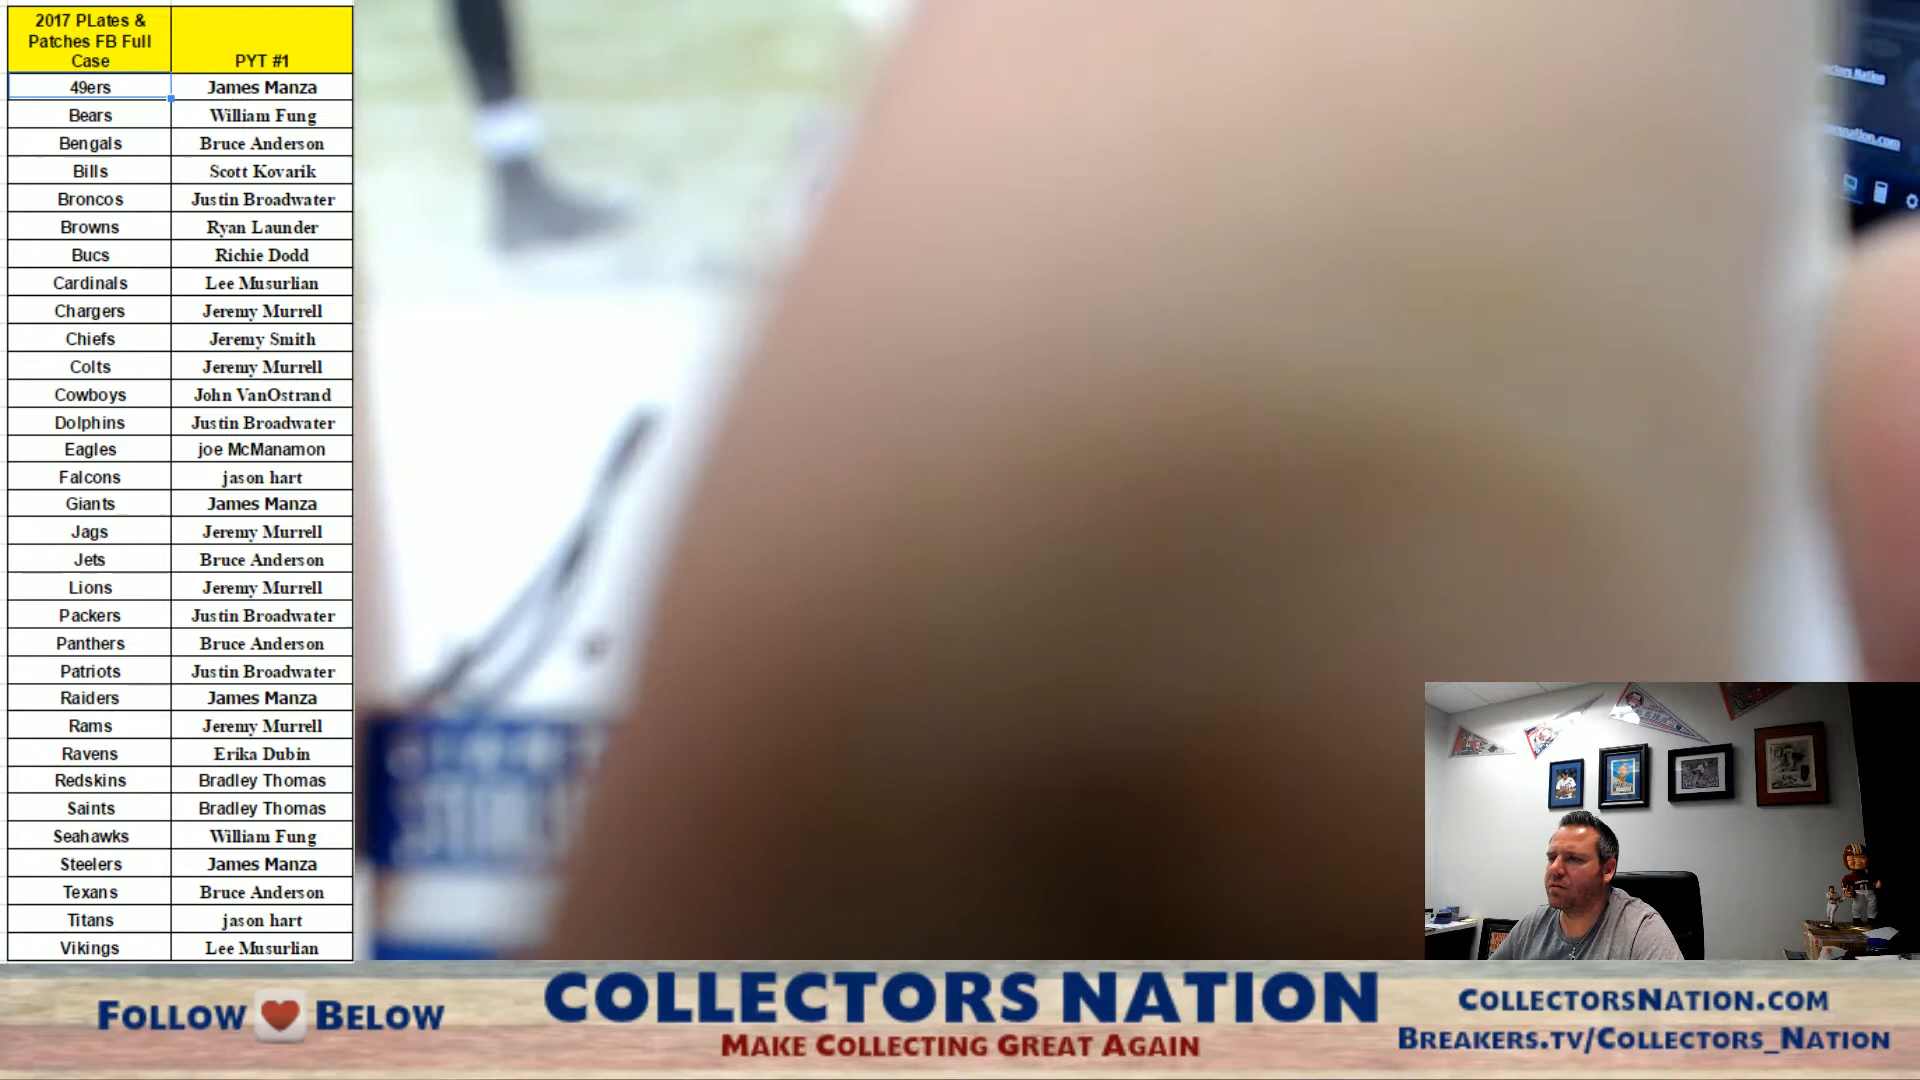 2017 PLates &
Patches FB Full
Case PYT #1
49ers James Manza
Bears William Fung
Bengals Bruce Anderson
Bills Scott Kovarik
Broncos Justin Broadwater
Browns Ryan Launder
Bucs Richie Dodd
Cardinals Lee Musurlian
Chargers Jeremy Murrell
Chiefs Jeremy Smith
Colts Jeremy Murrell
Cowboys John VanOstrand
Dolphins Justin Broadwater
Eagles joe McManamon
Falcons jason hart
Giants James Manza
Jags Jeremy Murrell
Jets Bruce Anderson
Lions Jeremy Murrell
Packers Justin Broadwater
Panthers Bruce Anderson
Patriots Justin Broadwater
Raiders James Manza
Rams Jeremy Murrell
Ravens Erika Dubin
Redskins Bradley Thomas
Saints Bradley Thomas
Seahawks William Fung
Steelers James Manza
Texans Bruce Anderson
Titans jason hart
Vikings Lee Musurlian
Nation
FOLLOW BELOW
COLLECTORS NATION
MAKE COLLECTING GREAT AGAIN
COLLECTORSNATION.COM
BREAKERS.TV/COLLECTORS_NATION